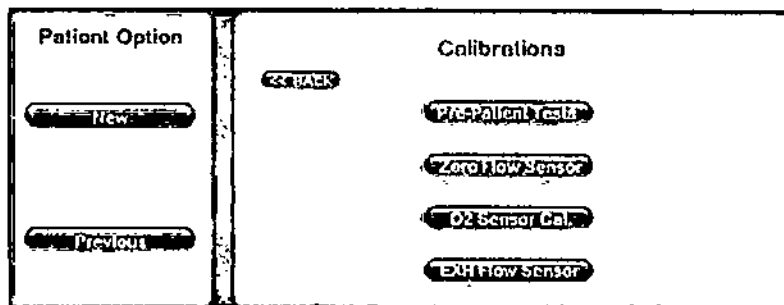 Patient Option
New
Previous
Calibrations
<< BACK
Pre-Patient Tests
Zero Flow Sensor
O2 Sensor Cal.
EXH Flow Sensor